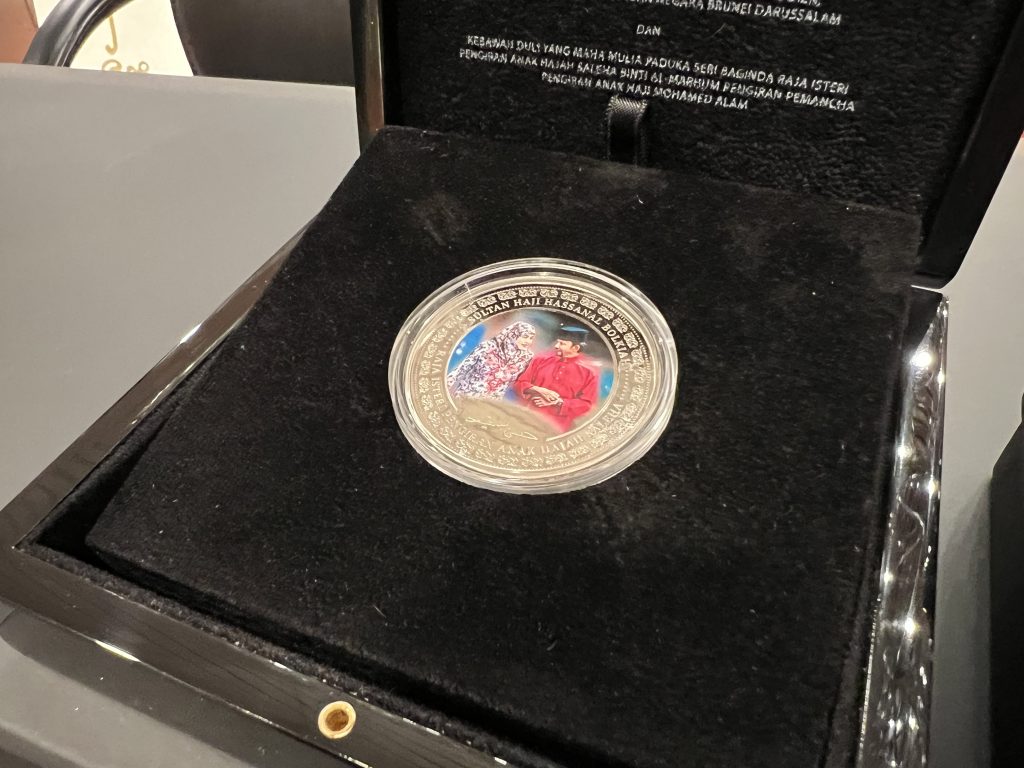 NEGARA BRUNEI DARUSSALAM
DAN
KEBAWAH DULI YANG MAHA MULIA PADUKA SERI BAGINDA RAJA ISTERI
PENGIRAN ANAK HAJAH SALEHA BINTI AL-MARHUM PENGIRAN PEMANCHA
PENGIRAN ANAK HAJI MOHAMED ALAM
SULTAN HAJI HASSANAL BOLKIAH
RAJA ISTERI PENGIRAN ANAK HAJAH SALEHA